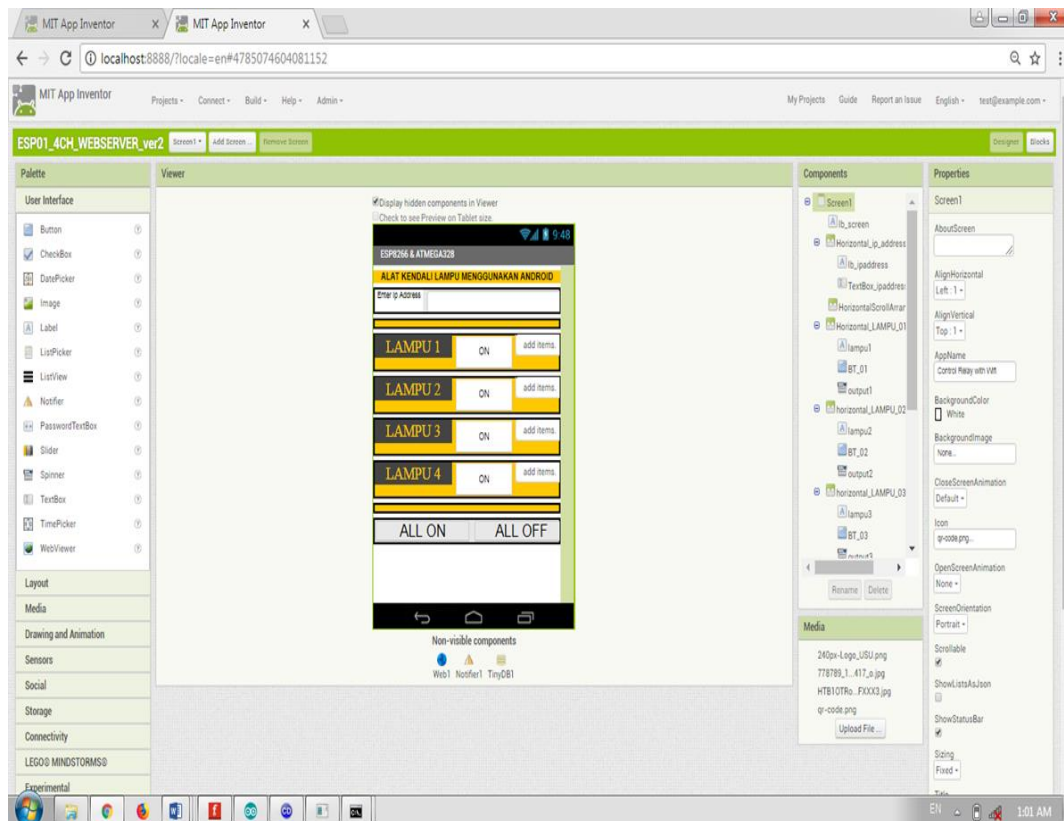 MIT App Inventor
MIT App Inventor
localhost:8888/?locale=en#4785074604081152
MIT App Inventor
Projects
Connect
Build
Help
Admin
My Projects
Guide
Report an Issue
English
test@example.com
ESP01_4CH_WEBSERVER_ver2
Screen1
Add Screen ...
Remove Screen
Designer
Blocks
Palette
User Interface
Button
CheckBox
DatePicker
Image
Label
ListPicker
ListView
Notifier
PasswordTextBox
Slider
Spinner
TextBox
TimePicker
WebViewer
Layout
Media
Drawing and Animation
Sensors
Social
Storage
Connectivity
LEGO® MINDSTORMS®
Experimental
Viewer
Display hidden components in Viewer
Check to see Preview on Tablet size.
9:48
ESP8266 & ATMEGA328
ALAT KENDALI LAMPU MENGGUNAKAN ANDROID
Enter Ip Address
LAMPU 1
ON
add items.
LAMPU 2
ON
add items.
LAMPU 3
ON
add items.
LAMPU 4
ON
add items.
ALL ON
ALL OFF
Non-visible components
Web1
Notifier1
TinyDB1
Components
Screen1
lb_screen
Horizontal_ip_address
lb_ipaddress
TextBox_ipaddress
HorizontalScrollArrar
Horizontal_LAMPU_01
lampu1
BT_01
output1
horizontal_LAMPU_02
lampu2
BT_02
output2
horizontal_LAMPU_03
lampu3
BT_03
output3
Rename
Delete
Media
240px-Logo_USU.png
778789_1...417_o.jpg
HTB1OTRo...FXXX3.jpg
qr-code.png
Upload File ...
Properties
Screen1
AboutScreen
AlignHorizontal
Left : 1
AlignVertical
Top : 1
AppName
Control Relay with Wifi
BackgroundColor
White
BackgroundImage
None...
CloseScreenAnimation
Default
Icon
qr-code.png...
OpenScreenAnimation
None
ScreenOrientation
Portrait
Scrollable
ShowListsAsJson
ShowStatusBar
Sizing
Fixed
Title
EN
1:01 AM